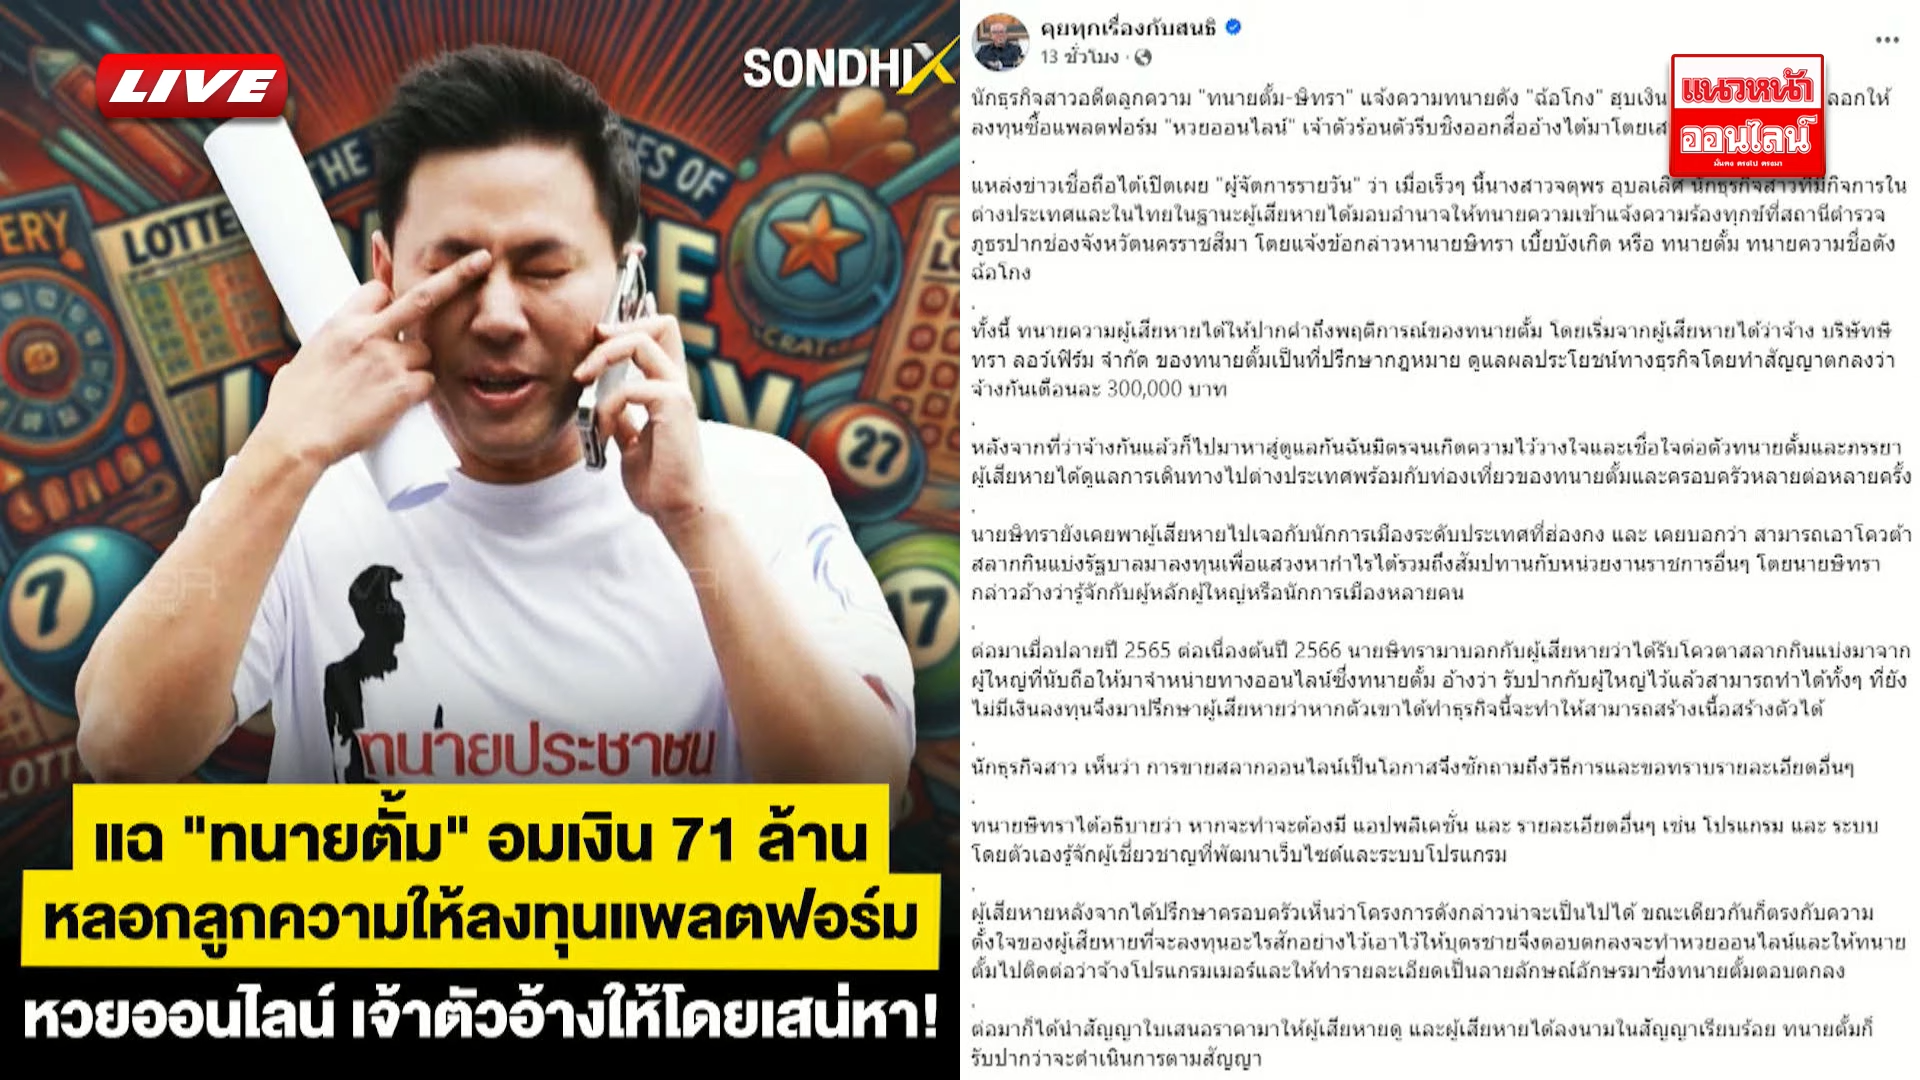 LIVE
SONDHI X
THE
ES OF
ERY
LOTTE
LO
27
7
7
LOTT
ทนายประชาชน
แฉ "ทนายตั้ม" อมเงิน 71 ล้าน
หลอกลูกความให้ลงทุนแพลตฟอร์ม
หวยออนไลน์ เจ้าตัวอ้างให้โดยเสน่หา!
คุยทุกเรื่องกับสนธิ
13 ชั่วโมง ·
แนวหน้า
ออนไลน์
มั่นคง ตรงไป ตรงมา
นักธุรกิจสาวอดีตลูกความ "ทนายตั้ม-ษิทรา" แจ้งความทนายดัง "ฉ้อโกง" ฮุบเงิน ลอกให้
ลงทุนซื้อแพลตฟอร์ม "หวยออนไลน์" เจ้าตัวร้อนตัวรีบชิงออกสื่ออ้างได้มาโดยเส
.
แหล่งข่าวเชื่อถือได้เปิดเผย "ผู้จัดการรายวัน" ว่า เมื่อเร็วๆ นี้นางสาวจตุพร อุบลเลิศ นักธุรกิจสาวที่มีกิจการใน
ต่างประเทศและในไทยในฐานะผู้เสียหายได้มอบอำนาจให้ทนายความเข้าแจ้งความร้องทุกข์ที่สถานีตำรวจ
ภูธรปากช่องจังหวัดนครราชสีมา โดยแจ้งข้อกล่าวหานายษิทรา เบี้ยบังเกิด หรือ ทนายตั้ม ทนายความชื่อดัง
ฉ้อโกง
.
ทั้งนี้ ทนายความผู้เสียหายได้ให้ปากคำถึงพฤติการณ์ของทนายตั้ม โดยเริ่มจากผู้เสียหายได้ว่าจ้าง บริษัทษิ
ทรา ลอว์เฟิร์ม จำกัด ของทนายตั้มเป็นที่ปรึกษากฎหมาย ดูแลผลประโยชน์ทางธุรกิจโดยทำสัญญาตกลงว่า
จ้างกันเดือนละ 300,000 บาท
.
หลังจากที่ว่าจ้างกันแล้วก็ไปมาหาสู่ดูแลกันฉันมิตรจนเกิดความไว้วางใจและเชื่อใจต่อตัวทนายตั้มและภรรยา
ผู้เสียหายได้ดูแลการเดินทางไปต่างประเทศพร้อมกับท่องเที่ยวของทนายตั้มและครอบครัวหลายต่อหลายครั้ง
.
นายษิทรายังเคยพาผู้เสียหายไปเจอกับนักการเมืองระดับประเทศที่ฮ่องกง และ เคยบอกว่า สามารถเอาโควต้า
สลากกินแบ่งรัฐบาลมาลงทุนเพื่อแสวงหากำไรได้รวมถึงสัมปทานกับหน่วยงานราชการอื่นๆ โดยนายษิทรา
กล่าวอ้างว่ารู้จักกับผู้หลักผู้ใหญ่หรือนักการเมืองหลายคน
.
ต่อมาเมื่อปลายปี 2565 ต่อเนื่องต้นปี 2566 นายษิทรามาบอกกับผู้เสียหายว่าได้รับโควตาสลากกินแบ่งมาจาก
ผู้ใหญ่ที่นับถือให้มาจำหน่ายทางออนไลน์ซึ่งทนายตั้ม อ้างว่า รับปากกับผู้ใหญ่ไว้แล้วสามารถทำได้ทั้งๆ ที่ยัง
ไม่มีเงินลงทุนจึงมาปรึกษาผู้เสียหายว่าหากตัวเขาได้ทำธุรกิจนี้จะทำให้สามารถสร้างเนื้อสร้างตัวได้
.
นักธุรกิจสาว เห็นว่า การขายสลากออนไลน์เป็นโอกาสจึงซักถามถึงวิธีการและขอทราบรายละเอียดอื่นๆ
.
ทนายษิทราได้อธิบายว่า หากจะทำจะต้องมี แอปพลิเคชั่น และ รายละเอียดอื่นๆ เช่น โปรแกรม และ ระบบ
โดยตัวเองรู้จักผู้เชี่ยวชาญที่พัฒนาเว็บไซต์และระบบโปรแกรม
.
ผู้เสียหายหลังจากได้ปรึกษาครอบครัวเห็นว่าโครงการดังกล่าวน่าจะเป็นไปได้ ขณะเดียวกันก็ตรงกับความ
ตั้งใจของผู้เสียหายที่จะลงทุนอะไรสักอย่างไว้เอาไว้ให้บุตรชายจึงตอบตกลงจะทำหวยออนไลน์และให้ทนาย
ตั้มไปติดต่อว่าจ้างโปรแกรมเมอร์และให้ทำรายละเอียดเป็นลายลักษณ์อักษรมาซึ่งทนายตั้มตอบตกลง
.
ต่อมาก็ได้นำสัญญาใบเสนอราคามาให้ผู้เสียหายดู และผู้เสียหายได้ลงนามในสัญญาเรียบร้อย ทนายตั้มก็
รับปากว่าจะดำเนินการตามสัญญา